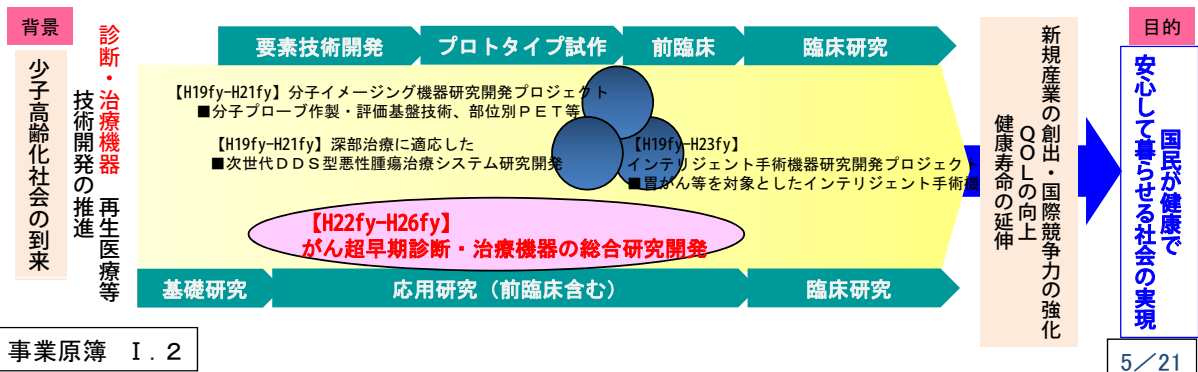 背景
少子高齢化社会の到来
診断・治療機器　再生医療等
技術開発の推進
要素技術開発
プロトタイプ試作
前臨床
臨床研究
【H19fy-H21fy】分子イメージング機器研究開発プロジェクト
■分子プローブ作製・評価基盤技術、部位別ＰＥＴ等
【H19fy-H21fy】深部治療に適応した
■次世代ＤＤＳ型悪性腫瘍治療システム研究開発
【H19fy-H23fy】
インテリジェント手術機器研究開発プロジェクト
■胃がん等を対象としたインテリジェント手術機
【H22fy-H26fy】
がん超早期診断・治療機器の総合研究開発
基礎研究
応用研究（前臨床含む）
臨床研究
新規産業の創出・国際競争力の強化
ＱＯＬの向上
健康寿命の延伸
目的
国民が健康で
安心して暮らせる社会の実現
事業原簿　Ⅰ.２
5／21